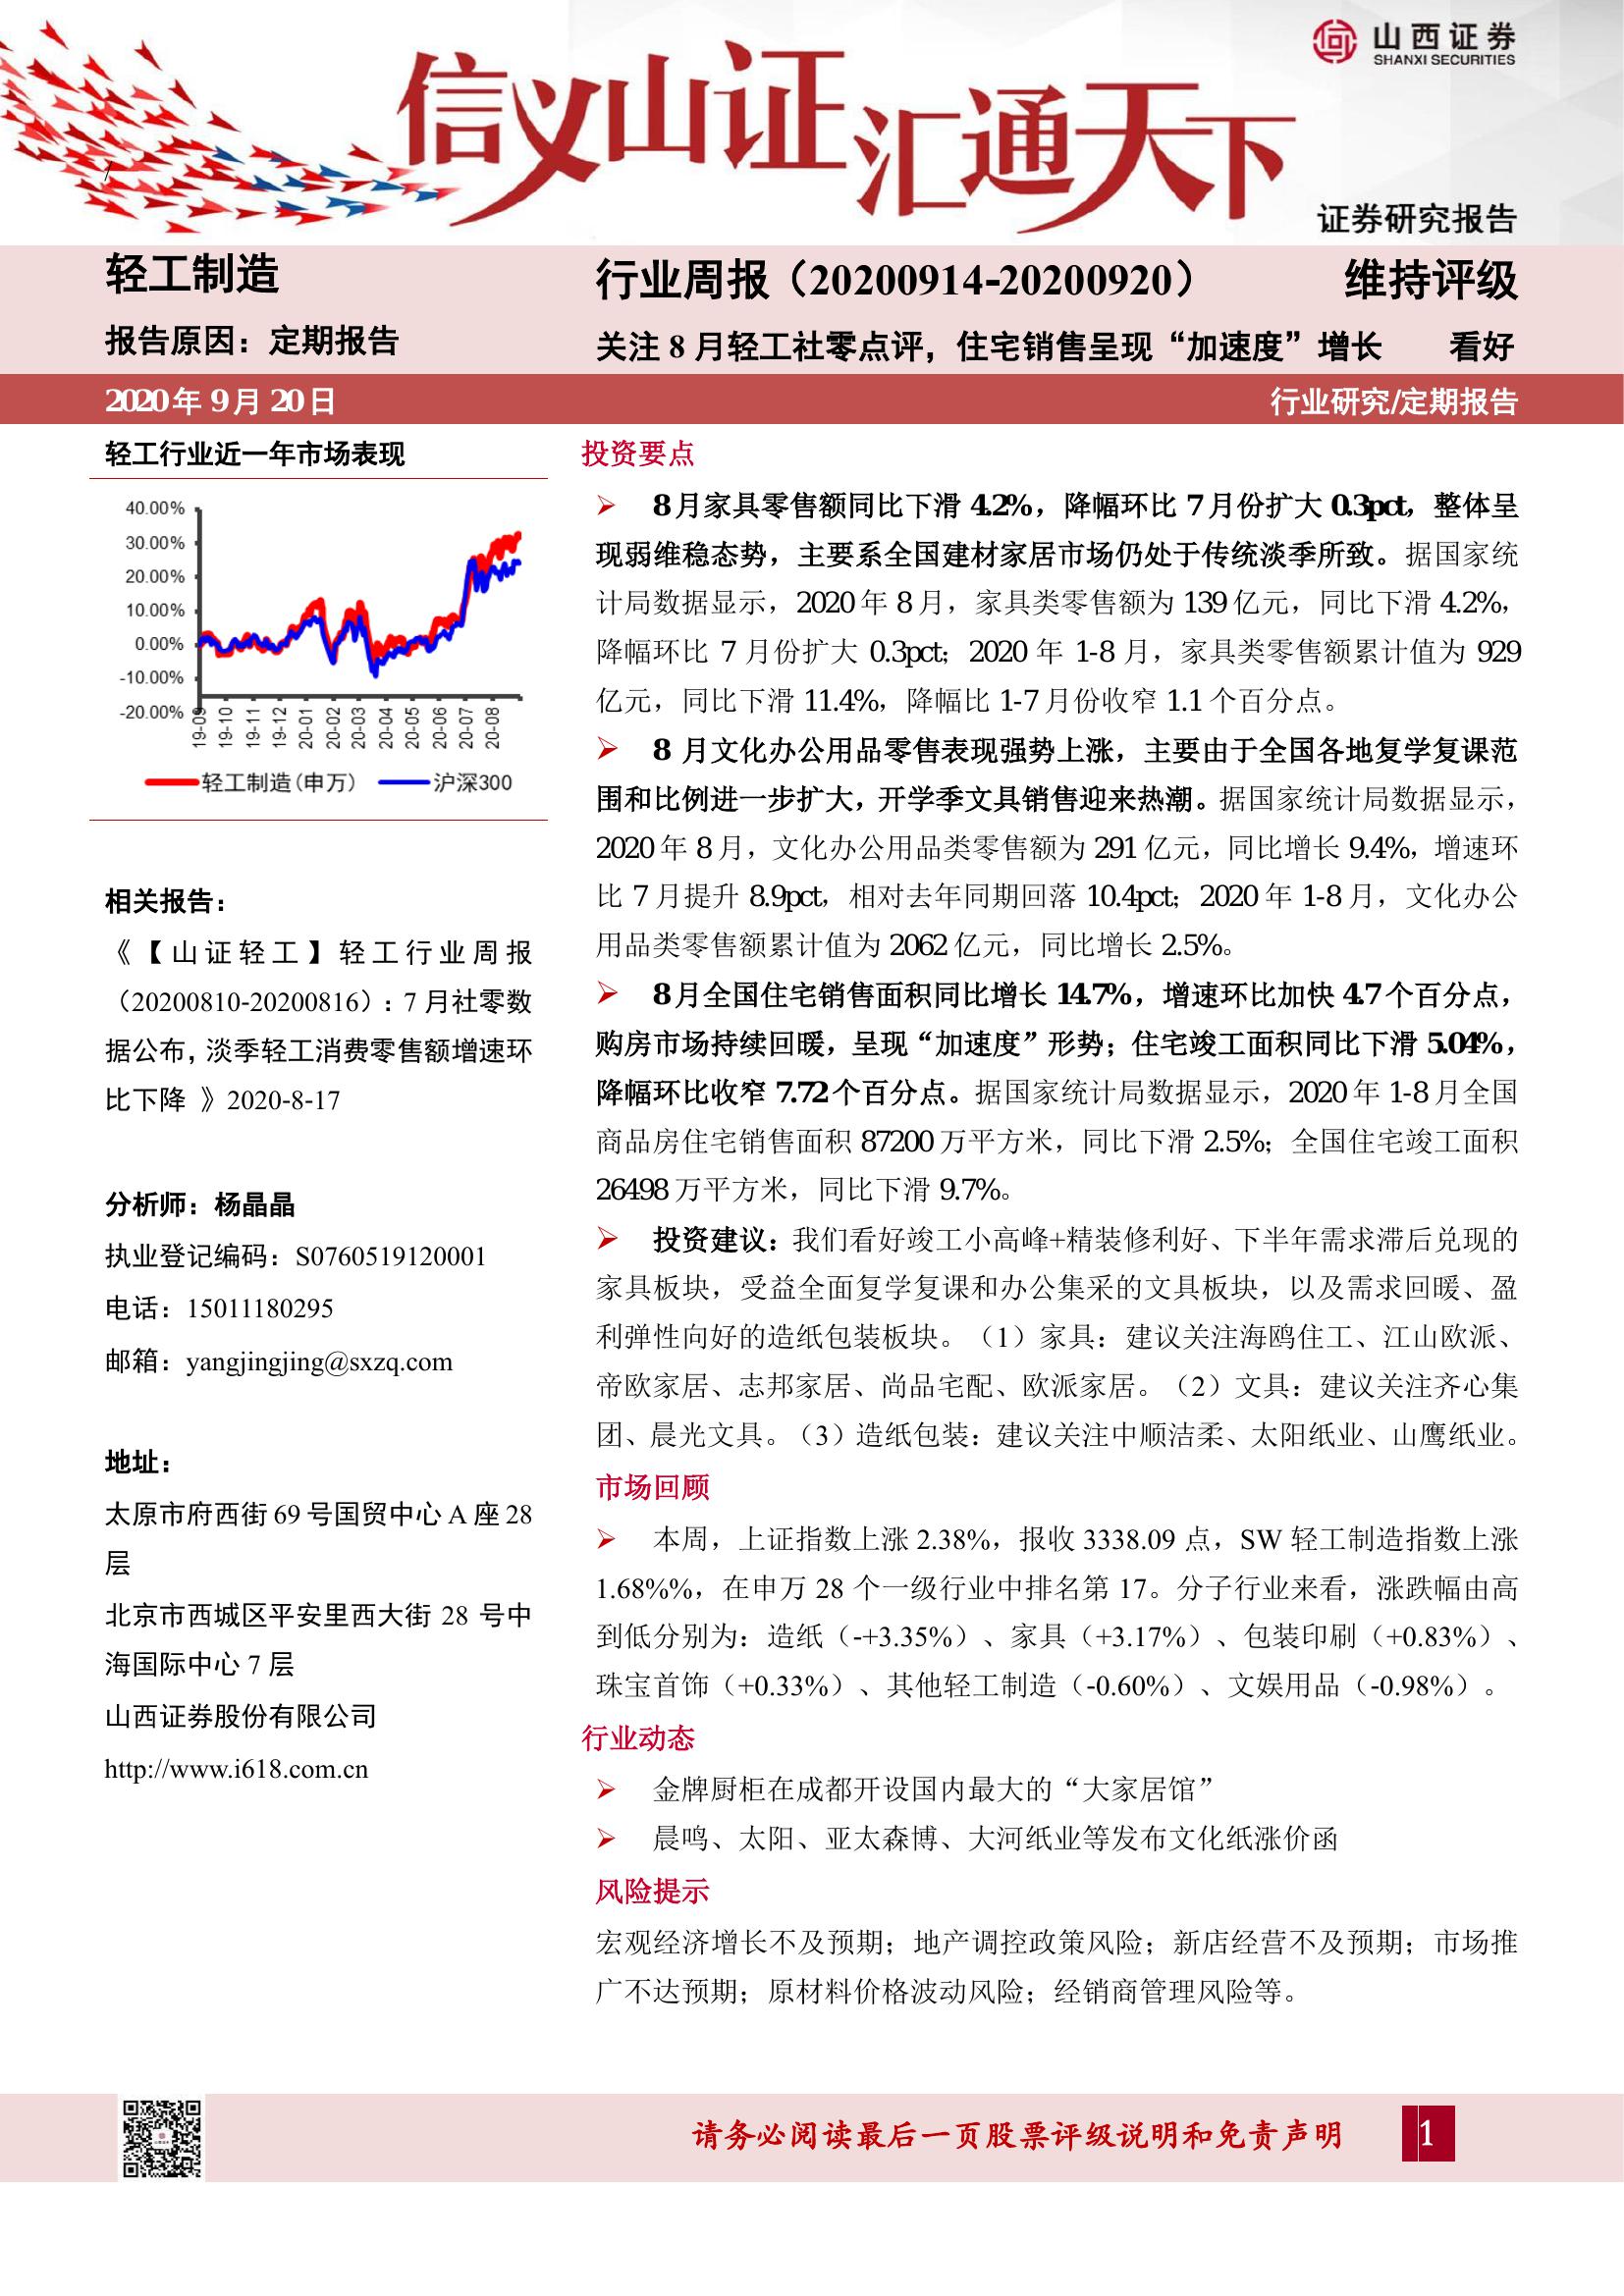 信义山证汇通天下
山西证券
SHANXI SECURITIES
证券研究报告
轻工制造
行业周报（20200914-20200920）
维持评级
报告原因：定期报告
关注 8 月轻工社零点评，住宅销售呈现“加速度”增长
看好
2020 年 9 月 20 日
行业研究/定期报告
轻工行业近一年市场表现
40.00%
30.00%
20.00%
10.00%
0.00%
-10.00%
-20.00%
19-09
19-10
19-11
19-12
20-01
20-02
20-03
20-04
20-05
20-06
20-07
20-08
轻工制造(申万)
沪深300
相关报告：
《【山证轻工】轻工行业周报
（20200810-20200816）: 7 月社零数
据公布，淡季轻工消费零售额增速环
比下降 》2020-8-17
分析师：杨晶晶
执业登记编码：S0760519120001
电话：15011180295
邮箱：yangjingjing@sxzq.com
地址：
太原市府西街 69 号国贸中心 A 座 28
层
北京市西城区平安里西大街 28 号中
海国际中心 7 层
山西证券股份有限公司
http://www.i618.com.cn
投资要点
➢ 8 月家具零售额同比下滑 4.2%，降幅环比 7 月份扩大 0.3pct，整体呈
现弱维稳态势，主要系全国建材家居市场仍处于传统淡季所致。据国家统
计局数据显示，2020 年 8 月，家具类零售额为 139 亿元，同比下滑 4.2%，
降幅环比 7 月份扩大 0.3pct；2020 年 1-8 月，家具类零售额累计值为 929
亿元，同比下滑 11.4%，降幅比 1-7 月份收窄 1.1 个百分点。
➢ 8 月文化办公用品零售表现强势上涨，主要由于全国各地复学复课范
围和比例进一步扩大，开学季文具销售迎来热潮。据国家统计局数据显示，
2020 年 8 月，文化办公用品类零售额为 291 亿元，同比增长 9.4%，增速环
比 7 月提升 8.9pct，相对去年同期回落 10.4pct；2020 年 1-8 月，文化办公
用品类零售额累计值为 2062 亿元，同比增长 2.5%。
➢ 8 月全国住宅销售面积同比增长 14.7%，增速环比加快 4.7 个百分点，
购房市场持续回暖，呈现“加速度”形势；住宅竣工面积同比下滑 5.04%，
降幅环比收窄 7.72 个百分点。据国家统计局数据显示，2020 年 1-8 月全国
商品房住宅销售面积 87200 万平方米，同比下滑 2.5%；全国住宅竣工面积
26498 万平方米，同比下滑 9.7%。
➢ 投资建议：我们看好竣工小高峰+精装修利好、下半年需求滞后兑现的
家具板块，受益全面复学复课和办公集采的文具板块，以及需求回暖、盈
利弹性向好的造纸包装板块。（1）家具：建议关注海鸥住工、江山欧派、
帝欧家居、志邦家居、尚品宅配、欧派家居。（2）文具：建议关注齐心集
团、晨光文具。（3）造纸包装：建议关注中顺洁柔、太阳纸业、山鹰纸业。
市场回顾
➢ 本周，上证指数上涨 2.38%，报收 3338.09 点，SW 轻工制造指数上涨
1.68%%，在申万 28 个一级行业中排名第 17。分子行业来看，涨跌幅由高
到低分别为：造纸（-+3.35%）、家具（+3.17%）、包装印刷（+0.83%）、
珠宝首饰（+0.33%）、其他轻工制造（-0.60%）、文娱用品（-0.98%）。
行业动态
➢ 金牌厨柜在成都开设国内最大的“大家居馆”
➢ 晨鸣、太阳、亚太森博、大河纸业等发布文化纸涨价函
风险提示
宏观经济增长不及预期；地产调控政策风险；新店经营不及预期；市场推
广不达预期；原材料价格波动风险；经销商管理风险等。
请务必阅读最后一页股票评级说明和免责声明
1